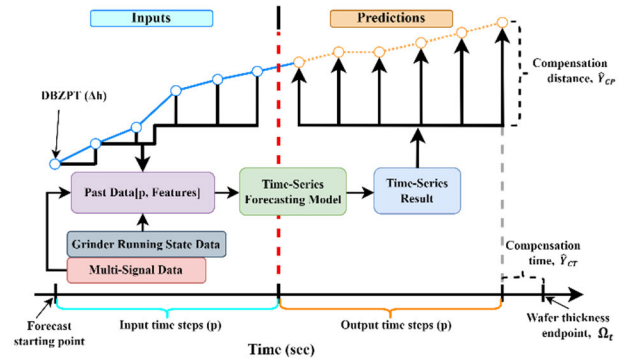 Inputs
Predictions
DBZPT (Δh)
Compensation
distance, Ŷ_CP
Past Data[p, Features]
Time-Series
Forecasting Model
Time-Series
Result
Grinder Running State Data
Multi-Signal Data
Compensation
time, Ŷ_CT
Forecast
starting point
Input time steps (p)
Output time steps (p)
Wafer thickness
endpoint, Ω_t
Time (sec)